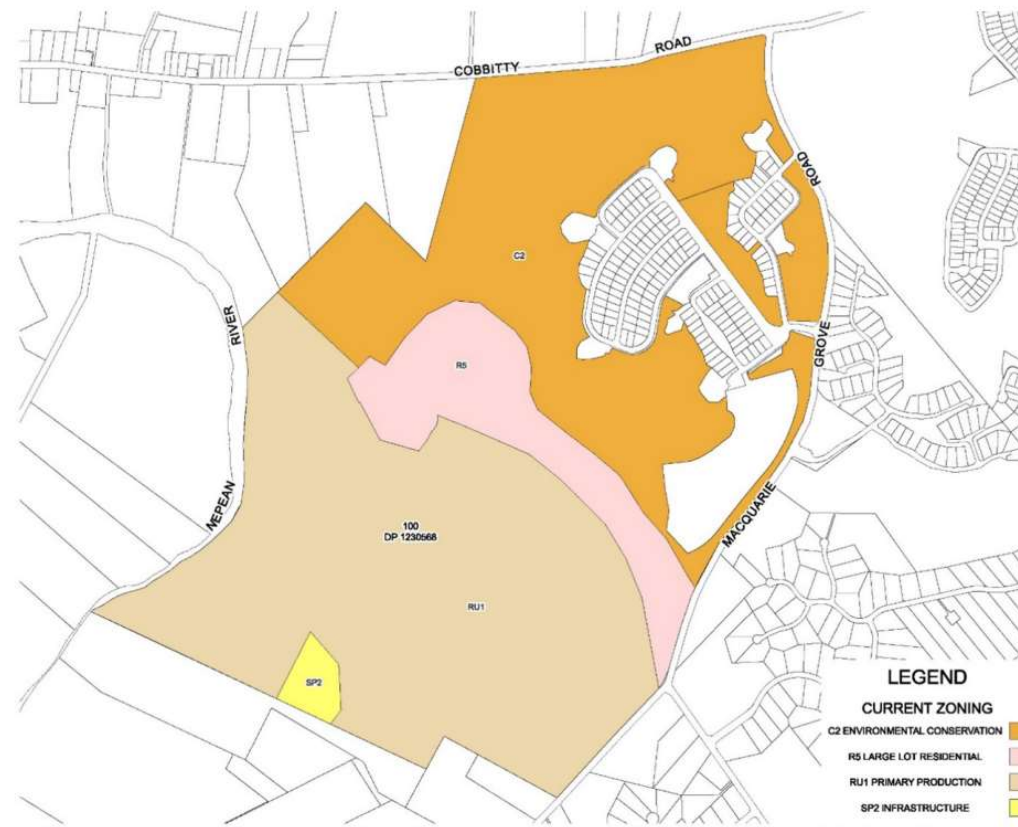 COBBITTY ROAD
ROAD
C2
RIVER
GROVE
R5
NEPEAN
MACQUARIE
100
DP 1230568
RU1
SP2
LEGEND
CURRENT ZONING
C2 ENVIRONMENTAL CONSERVATION
R5 LARGE LOT RESIDENTIAL
RU1 PRIMARY PRODUCTION
SP2 INFRASTRUCTURE